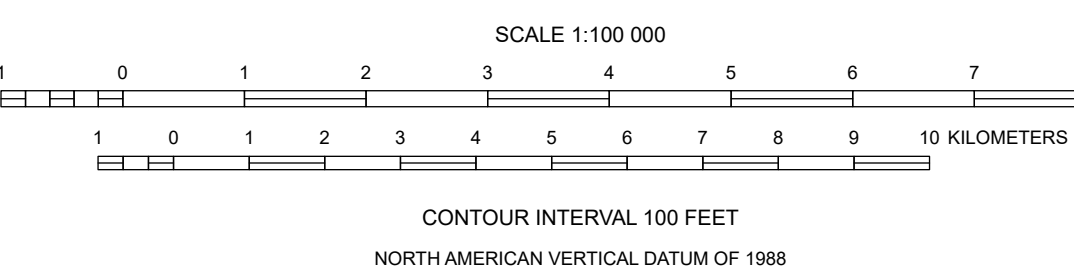 SCALE 1:100 000
1 0 1 2 3 4 5 6 7
1 0 1 2 3 4 5 6 7 8 9 10 KILOMETERS
CONTOUR INTERVAL 100 FEET
NORTH AMERICAN VERTICAL DATUM OF 1988